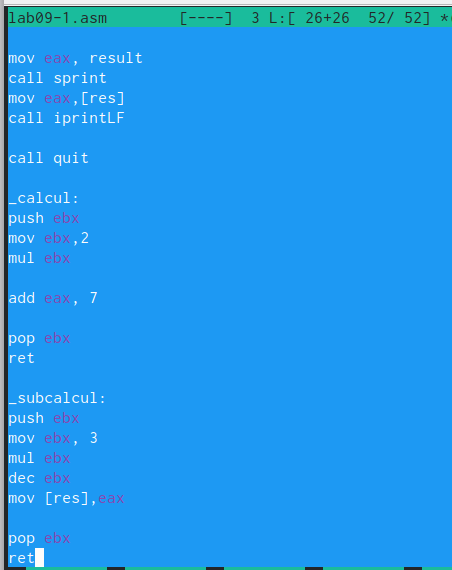 lab09-1.asm [----] 3 L:[ 26+26 52/ 52] *
mov eax, result
call sprint
mov eax,[res]
call iprintLF
call quit
_calcul:
push ebx
mov ebx,2
mul ebx
add eax, 7
pop ebx
ret
_subcalcul:
push ebx
mov ebx, 3
mul ebx
dec ebx
mov [res],eax
pop ebx
ret